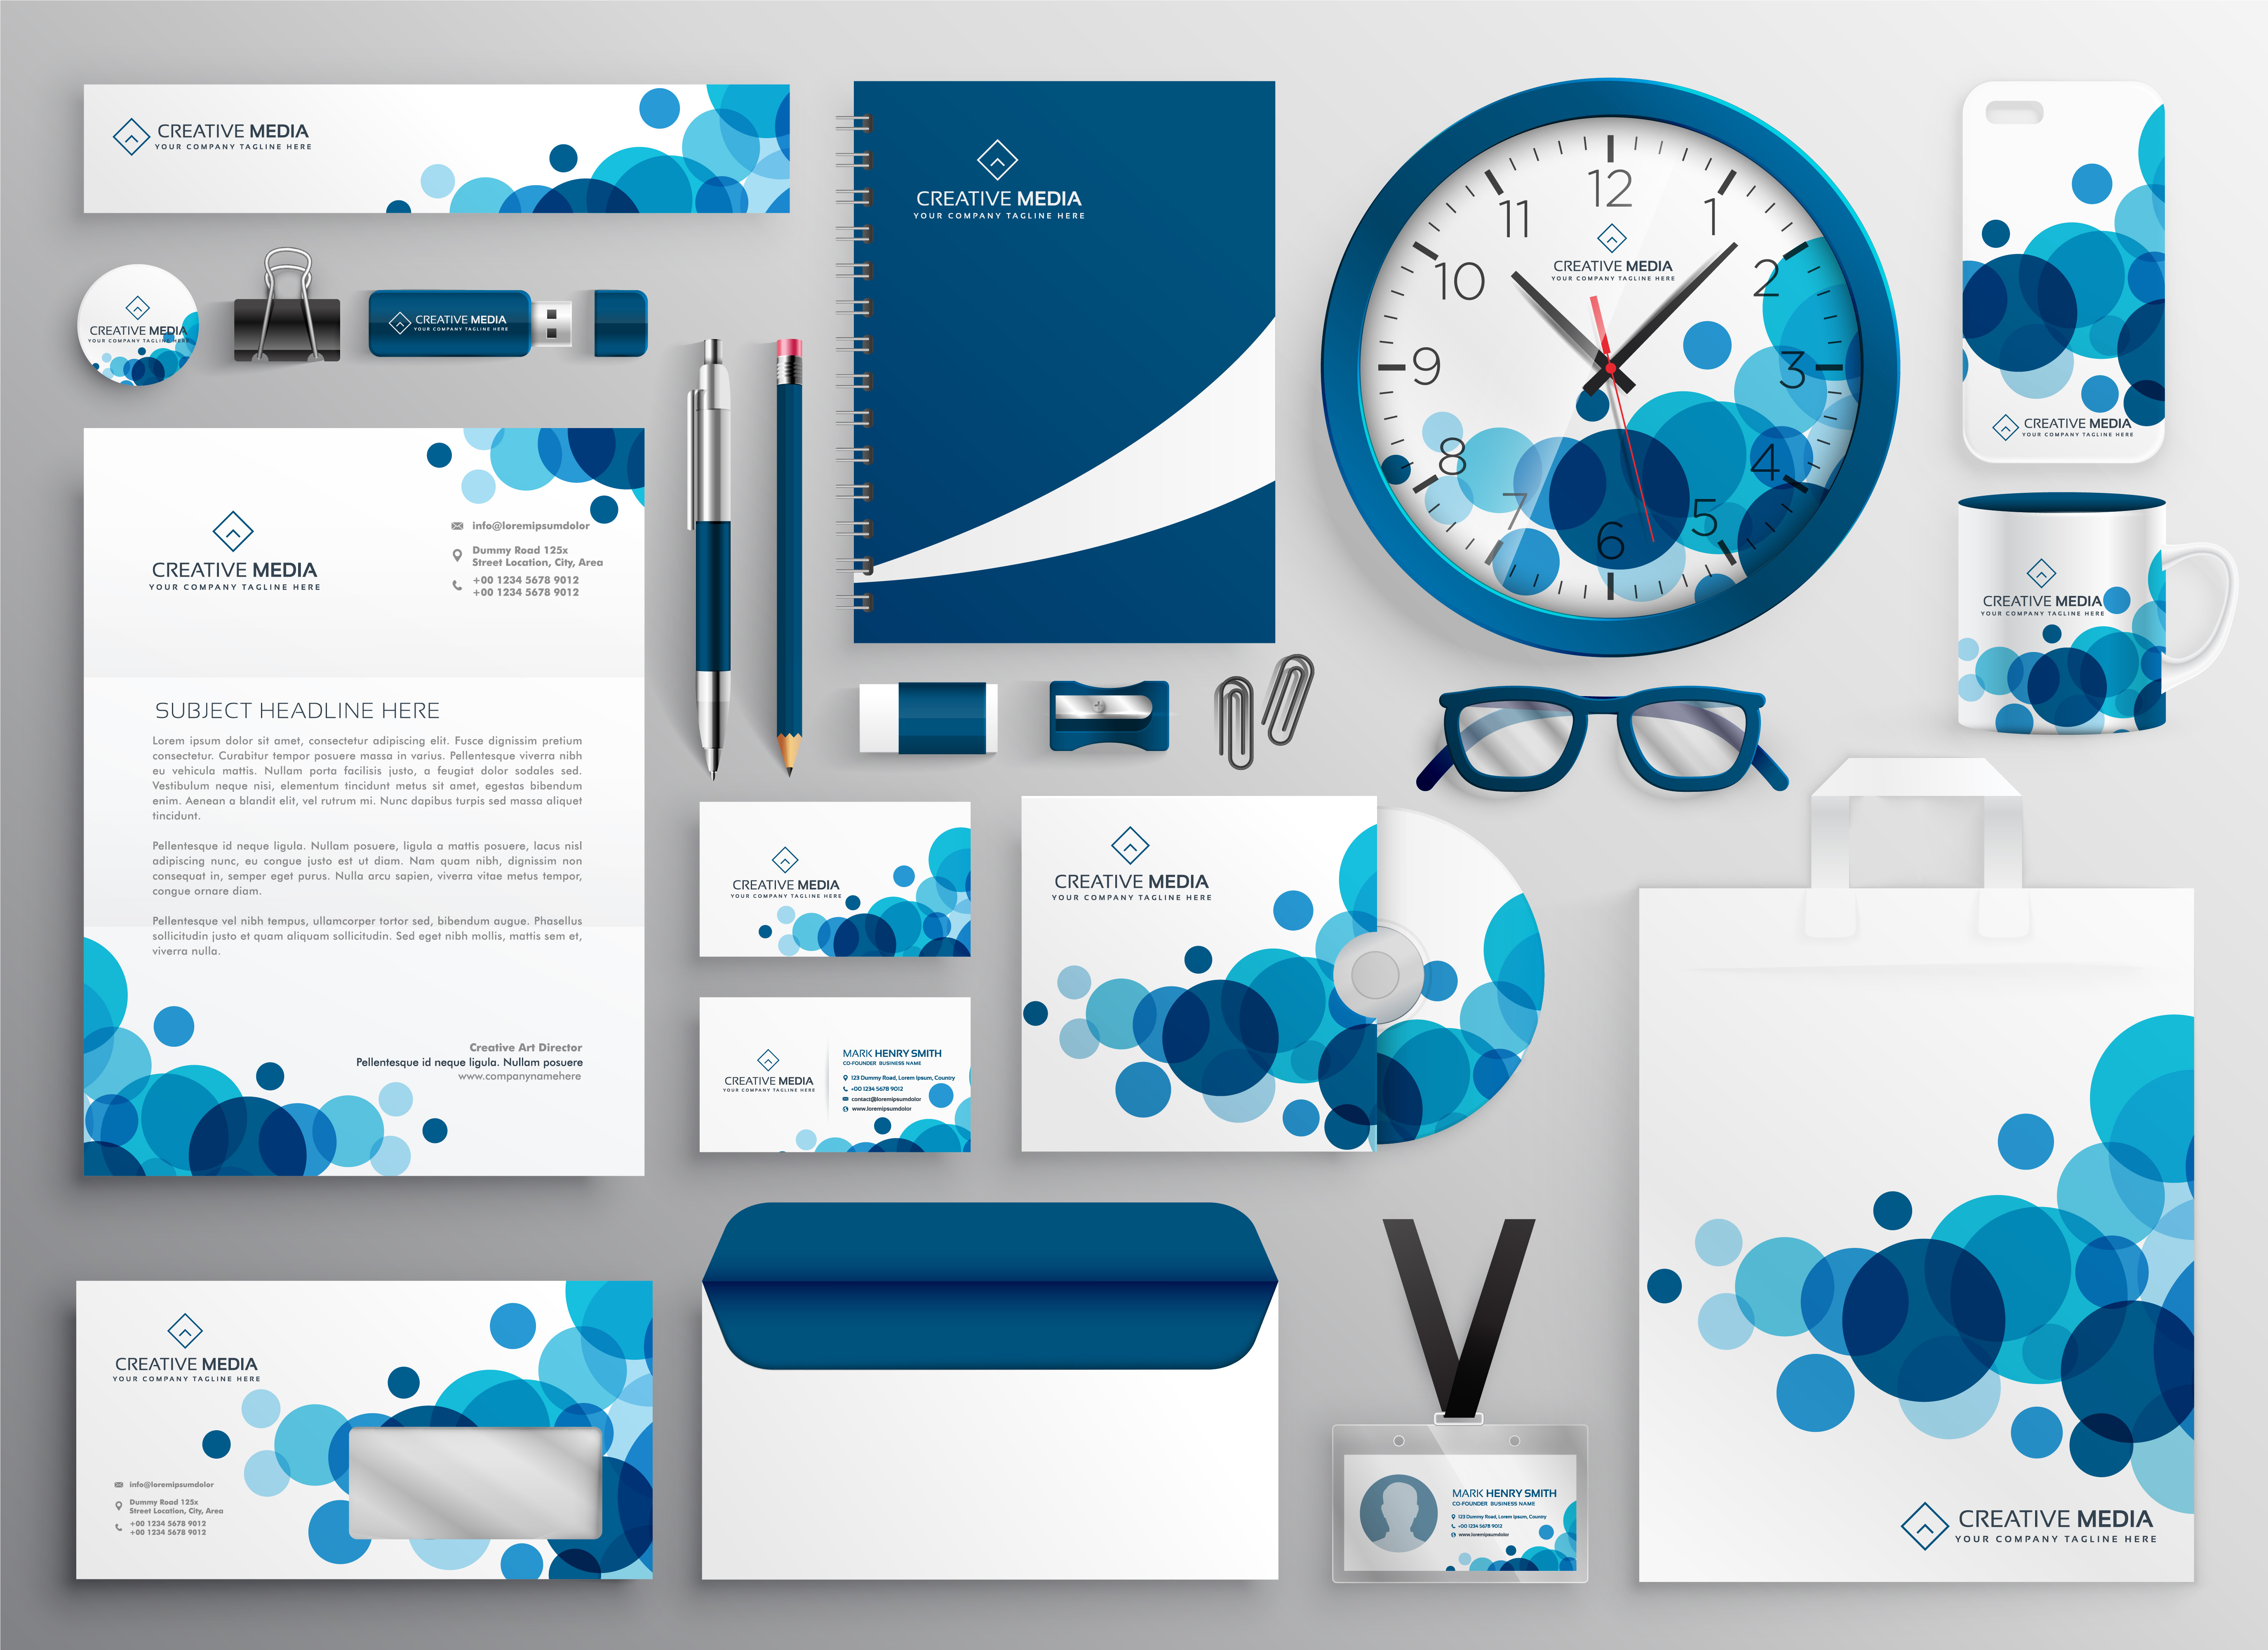 CREATIVE MEDIA
YOUR COMPANY TAGLINE HERE
CREATIVE MEDIA
YOUR COMPANY TAGLINE HERE
CREATIVE MEDIA
YOUR COMPANY TAGLINE HERE
CREATIVE MEDIA
YOUR COMPANY TAGLINE HERE
info@loremipsumdolor
Dummy Road 125x
Street Location, City, Area
+00 1234 5678 9012
+00 1234 5678 9012
SUBJECT HEADLINE HERE
Lorem ipsum dolor sit amet, consectetur adipiscing elit. Fusce dignissim pretium
consectetur. Curabitur tempor posuere massa in varius. Pellentesque viverra nibh
eu vehicula mattis. Nullam porta facilisis justo, a feugiat dolor sodales sed.
Vestibulum neque nisi, elementum tincidunt metus sit amet, egestas bibendum
enim. Aenean a blandit elit, vel rutrum mi. Nunc dapibus turpis sed massa aliquet
tincidunt.
Pellentesque id neque ligula. Nullam posuere, ligula a mattis posuere, lacus nisl
adipiscing nunc, eu congue justo est ut diam. Nam quam nibh, dignissim non
consequat in, semper eget purus. Nulla arcu sapien, viverra vitae metus tempor,
congue ornare diam.
Pellentesque vel nibh tempus, ullamcorper tortor sed, bibendum augue. Phasellus
sollicitudin justo et quam aliquam sollicitudin. Sed eget nibh mollis, mattis sem et,
viverra nulla.
Creative Art Director
Pellentesque id neque ligula. Nullam posuere
www.companynamehere
CREATIVE MEDIA
YOUR COMPANY TAGLINE HERE
info@loremipsumdolor
Dummy Road 125x
Street Location, City, Area
+00 1234 5678 9012
+00 1234 5678 9012
CREATIVE MEDIA
YOUR COMPANY TAGLINE HERE
12
1
2
3
4
5
6
7
8
9
10
11
CREATIVE MEDIA
YOUR COMPANY TAGLINE HERE
CREATIVE MEDIA
YOUR COMPANY TAGLINE HERE
CREATIVE MEDIA
YOUR COMPANY TAGLINE HERE
CREATIVE MEDIA
YOUR COMPANY TAGLINE HERE
CREATIVE MEDIA
YOUR COMPANY TAGLINE HERE
MARK HENRY SMITH
CO-FOUNDER BUSINESS NAME
123 Dummy Road, Lorem Ipsum, Country
+00 1234 5678 9012
contact@loremipsumdolor
www.loremipsumdolor
CREATIVE MEDIA
YOUR COMPANY TAGLINE HERE
MARK HENRY SMITH
CO-FOUNDER BUSINESS NAME
123 Dummy Road, Lorem Ipsum, Country
+00 1234 5678 9012
www.loremipsumdolor
CREATIVE MEDIA
YOUR COMPANY TAGLINE HERE